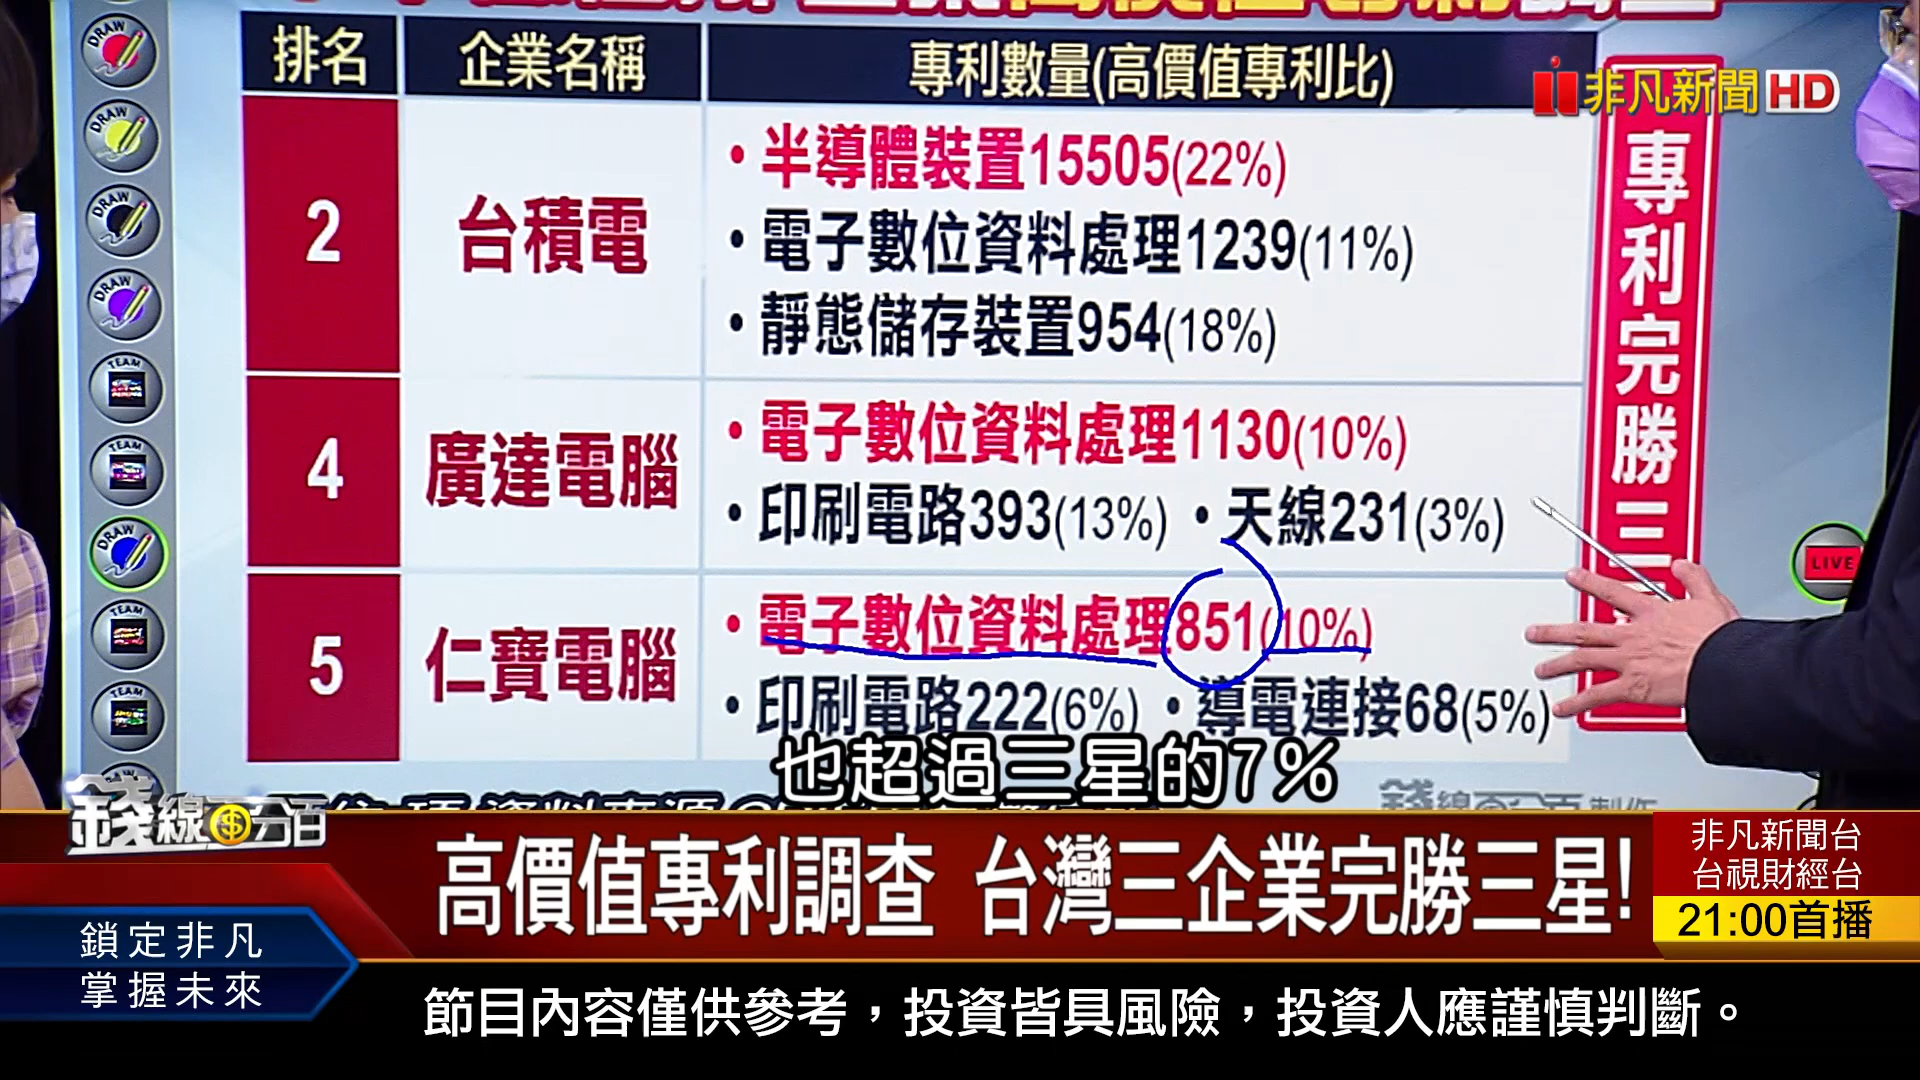 排名 企業名稱 專利數量(高價值專利比)
非凡新聞HD
2 台積電
•半導體裝置15505(22%)
•電子數位資料處理1239(11%)
•靜態儲存裝置954(18%)
4 廣達電腦
•電子數位資料處理1130(10%)
•印刷電路393(13%) •天線231(3%)
5 仁寶電腦
•電子數位資料處理851(10%)
•印刷電路222(6%) •導電連接68(5%)
專利完勝三
DRAW
DRAW
DRAW
DRAW
TEAM
TEAM
DRAW
TEAM
TEAM
LIVE
也超過三星的7%
錢線百分百
高價值專利調查 台灣三企業完勝三星!
非凡新聞台
台視財經台
21:00首播
鎖定非凡
掌握未來
節目內容僅供參考，投資皆具風險，投資人應謹慎判斷。